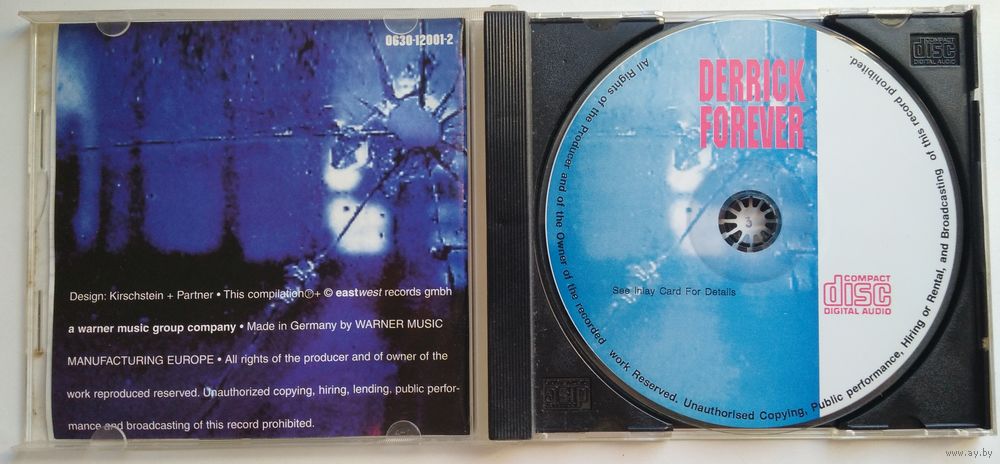 0630-12001-2
Design: Kirschstein + Partner • This compilation ℗+ © eastwest records gmbh
a warner music group company • Made in Germany by WARNER MUSIC
MANUFACTURING EUROPE • All rights of the producer and of owner of the
work reproduced reserved. Unauthorized copying, hiring, lending, public perfor-
mance and broadcasting of this record prohibited.
DERRICK
FOREVER
All Rights of the Producer and of the Owner of the recorded work Reserved. Unauthorised Copying, Public performance, Hiring or Rental, and Broadcasting of this record prohibited.
3
See Inlay Card For Details
COMPACT
disc
DIGITAL AUDIO
COMPACT
disc
DIGITAL AUDIO
www.ay.by